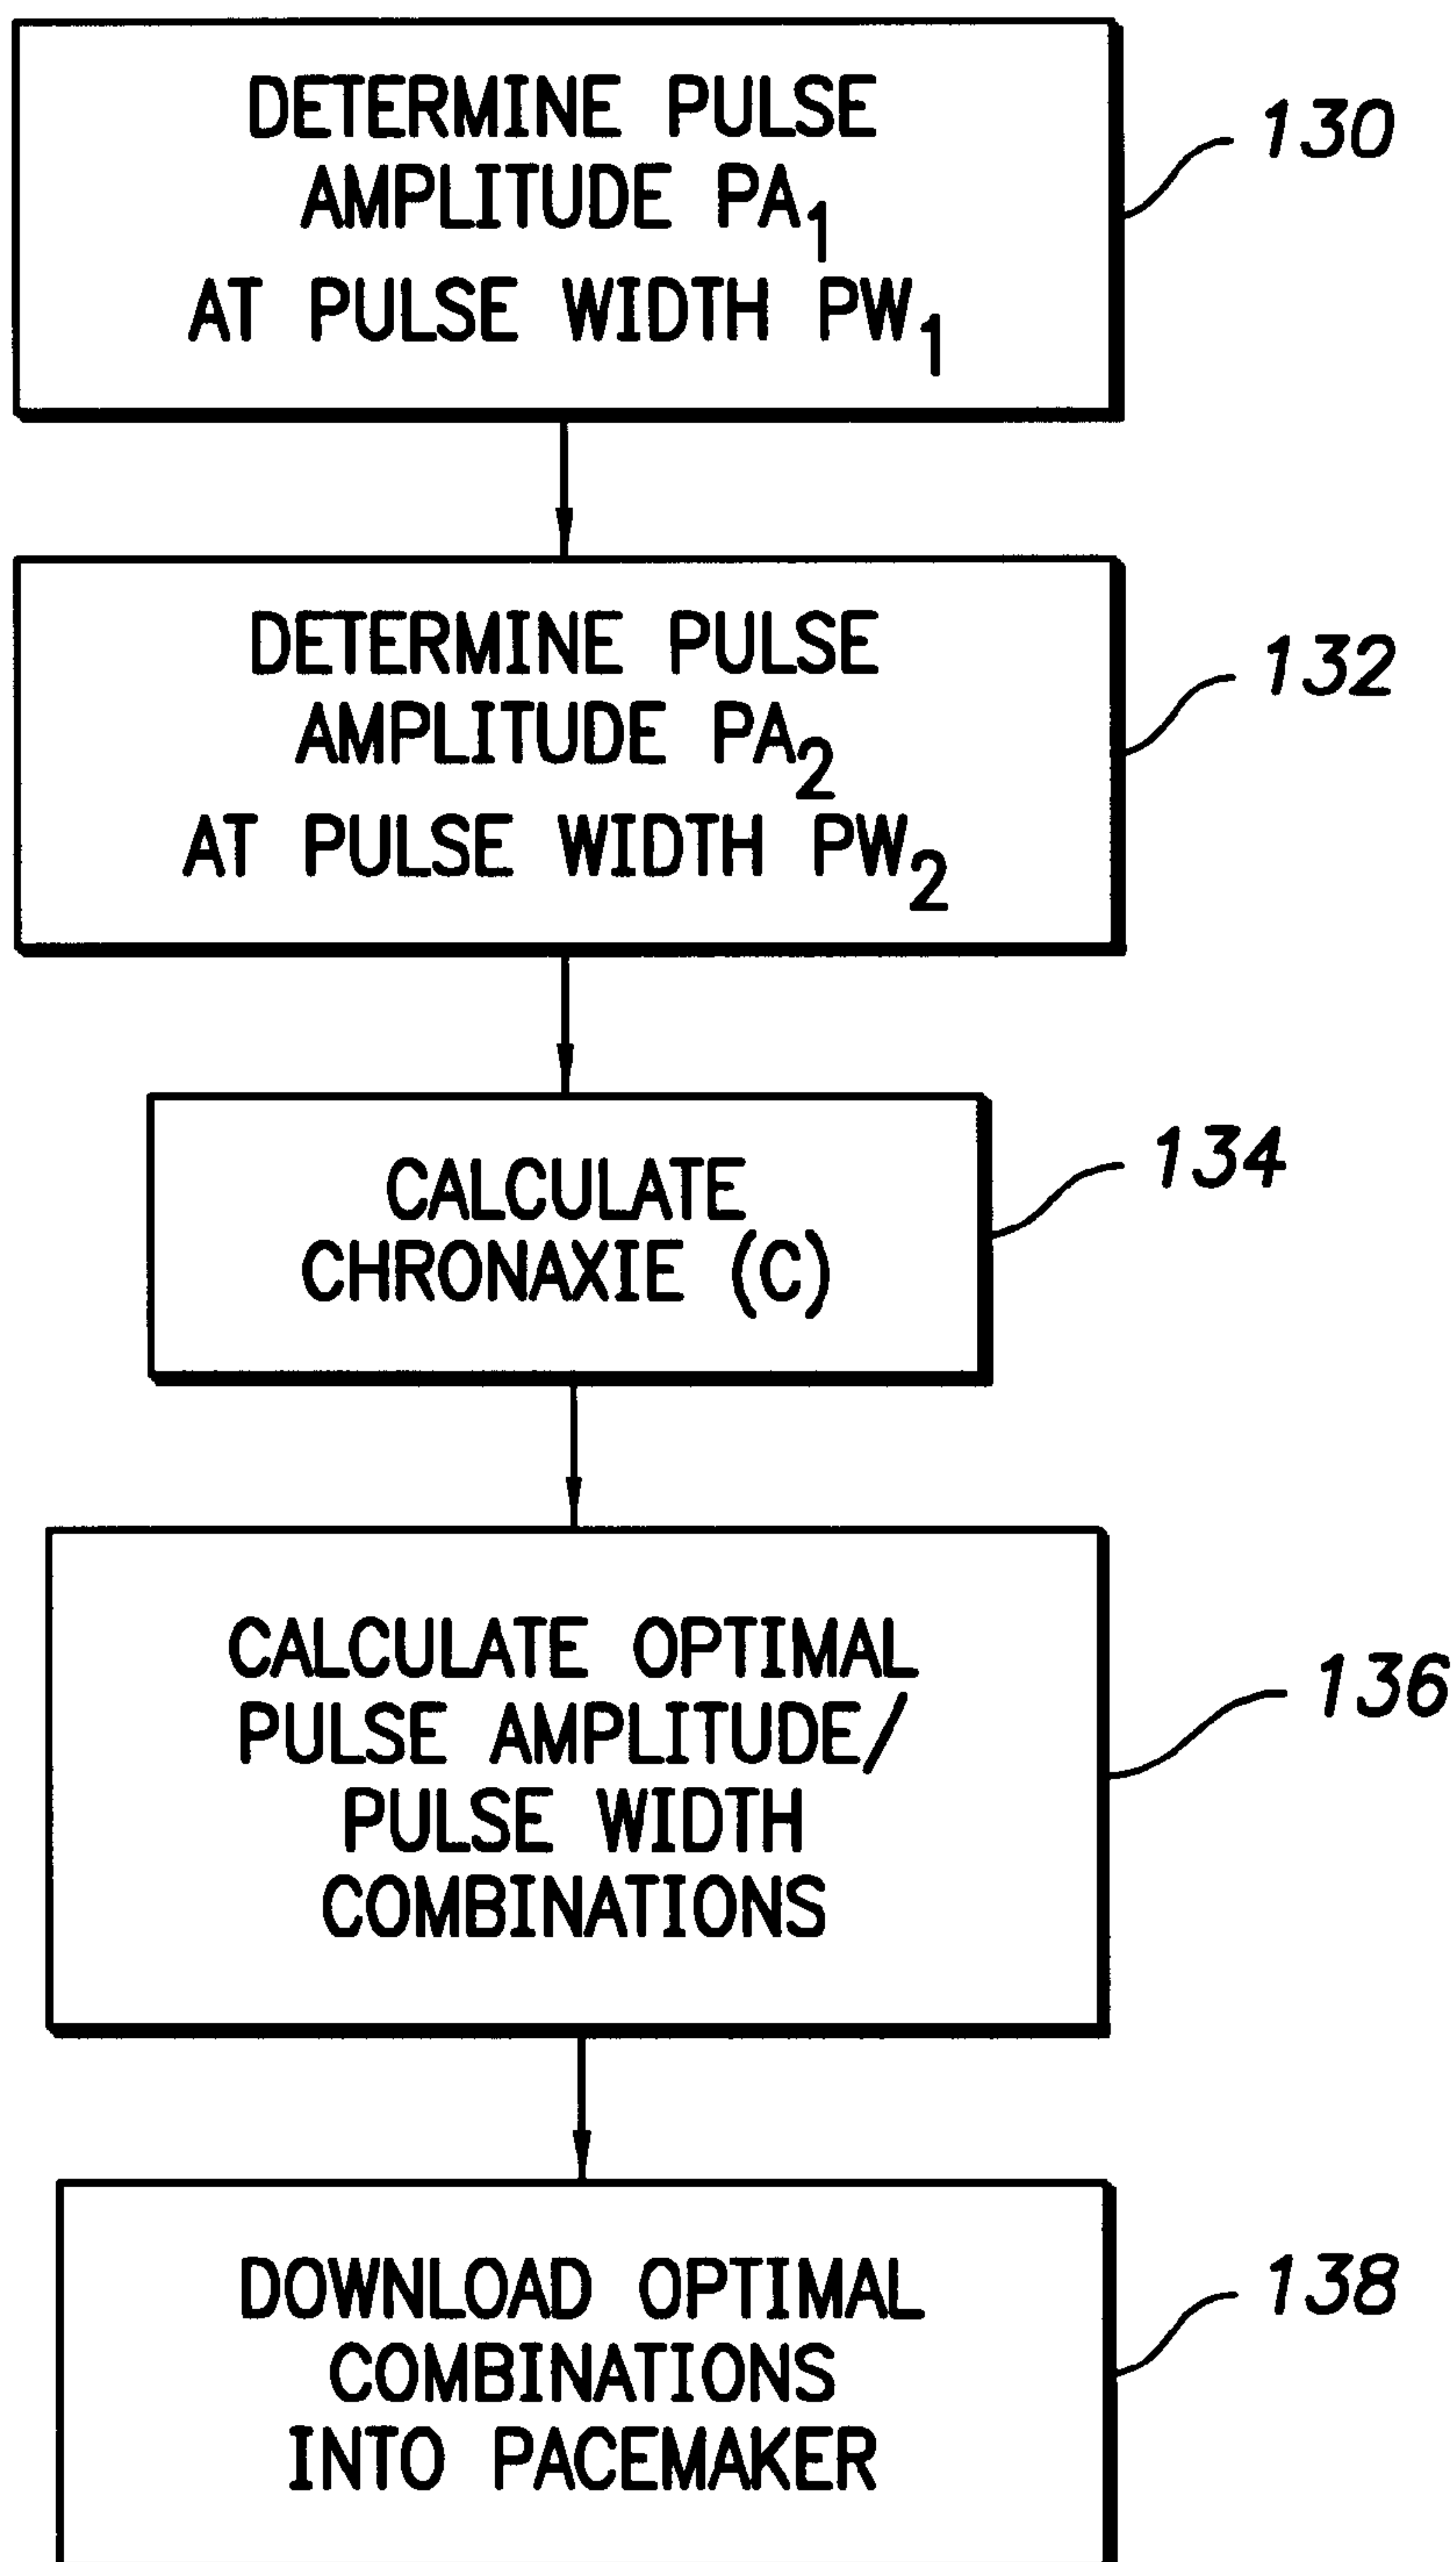 DETERMINE PULSE
AMPLITUDE PA1
AT PULSE WIDTH PW1
130
DETERMINE PULSE
AMPLITUDE PA2
AT PULSE WIDTH PW2
132
CALCULATE
CHRONAXIE (C)
134
CALCULATE OPTIMAL
PULSE AMPLITUDE/
PULSE WIDTH
COMBINATIONS
136
DOWNLOAD OPTIMAL
COMBINATIONS
INTO PACEMAKER
138